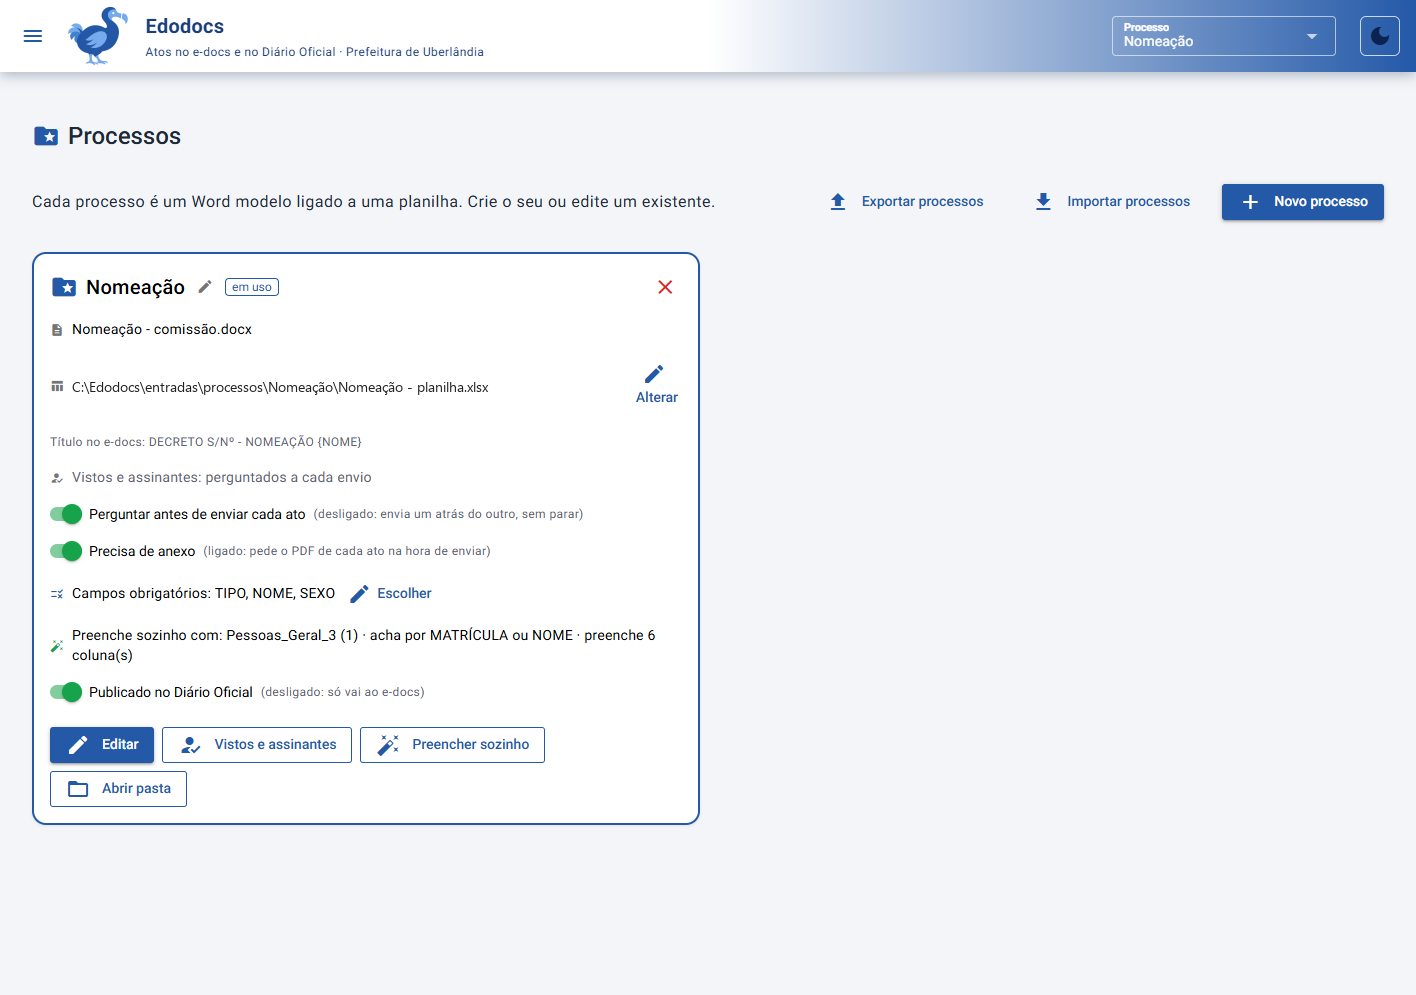 Edodocs
Atos no e-docs e no Diário Oficial · Prefeitura de Uberlândia
Processo
Nomeação
Processos
Cada processo é um Word modelo ligado a uma planilha. Crie o seu ou edite um existente.
Exportar processos
Importar processos
Novo processo
Nomeação
em uso
Nomeação - comissão.docx
C:\Edodocs\entradas\processos\Nomeação\Nomeação - planilha.xlsx
Alterar
Título no e-docs: DECRETO S/Nº - NOMEAÇÃO {NOME}
Vistos e assinantes: perguntados a cada envio
Perguntar antes de enviar cada ato (desligado: envia um atrás do outro, sem parar)
Precisa de anexo (ligado: pede o PDF de cada ato na hora de enviar)
Campos obrigatórios: TIPO, NOME, SEXO
Escolher
Preenche sozinho com: Pessoas_Geral_3 (1) · acha por MATRÍCULA ou NOME · preenche 6
coluna(s)
Publicado no Diário Oficial (desligado: só vai ao e-docs)
Editar
Vistos e assinantes
Preencher sozinho
Abrir pasta